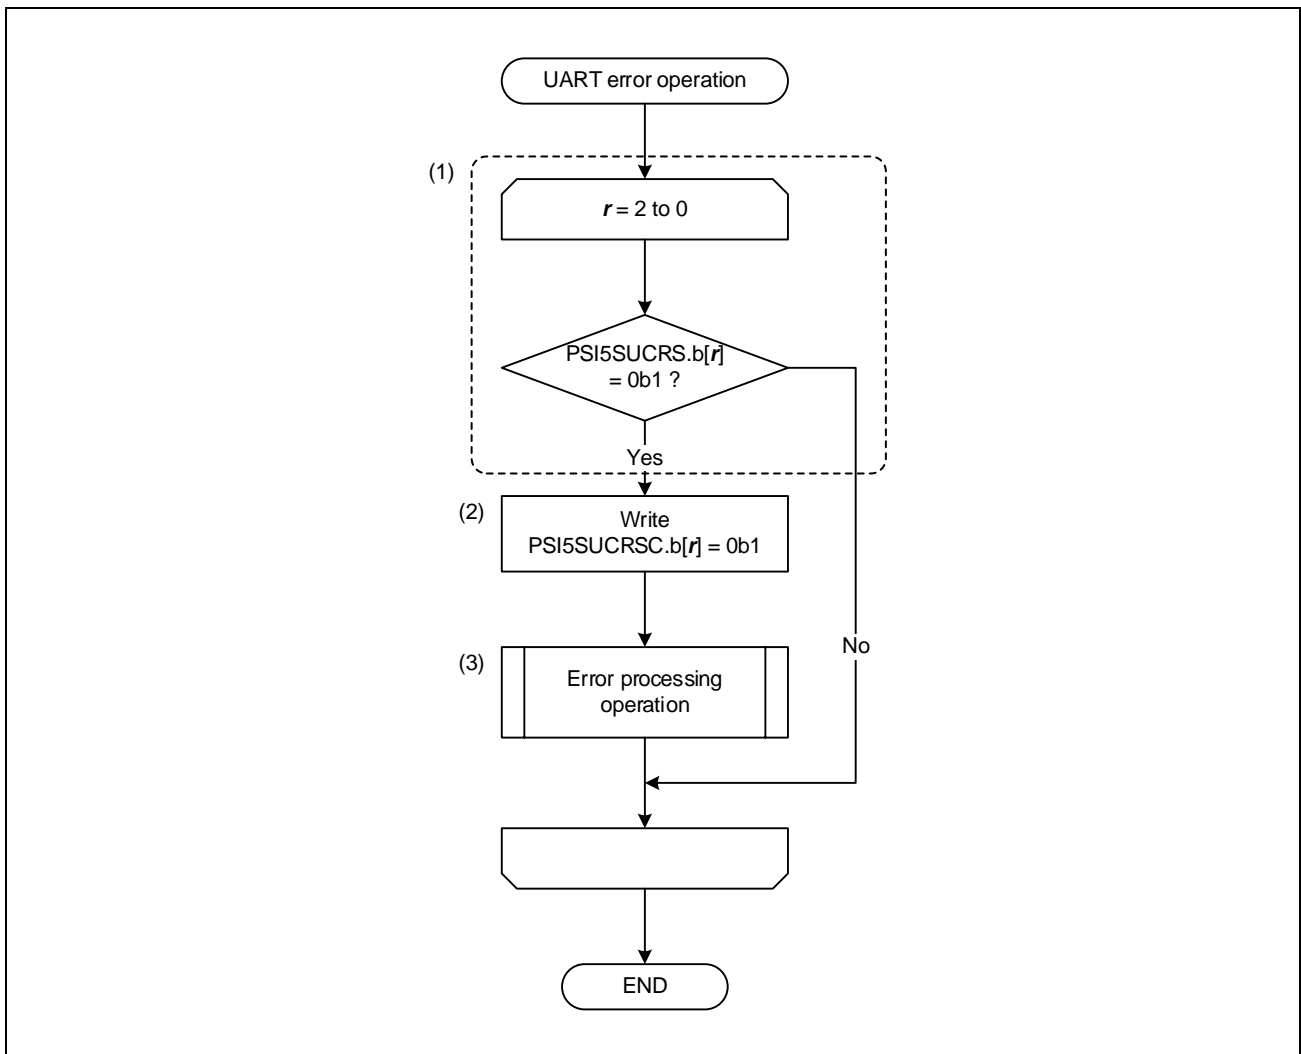 UART error operation
(1)
r = 2 to 0
PSI5SUCRS.b[r]
= 0b1 ?
Yes
(2)
Write
PSI5SUCRSC.b[r] = 0b1
No
(3)
Error processing
operation
END